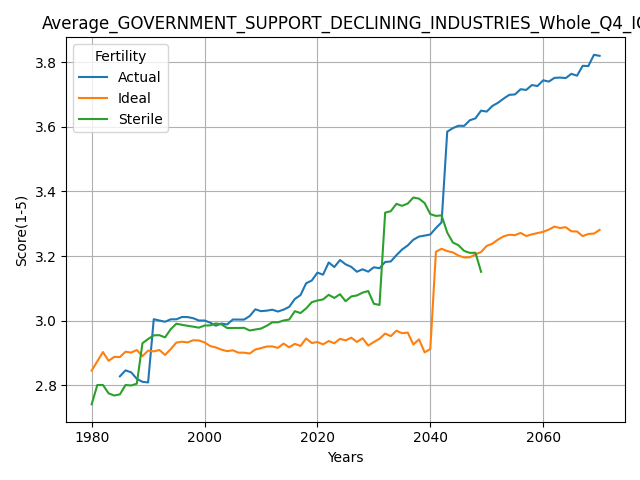 Average_GOVERNMENT_SUPPORT_DECLINING_INDUSTRIES_Whole_Q4_IC
Fertility
Actual
Ideal
Sterile
Score(1-5)
3.8
3.6
3.4
3.2
3.0
2.8
1980 2000 2020 2040 2060
Years